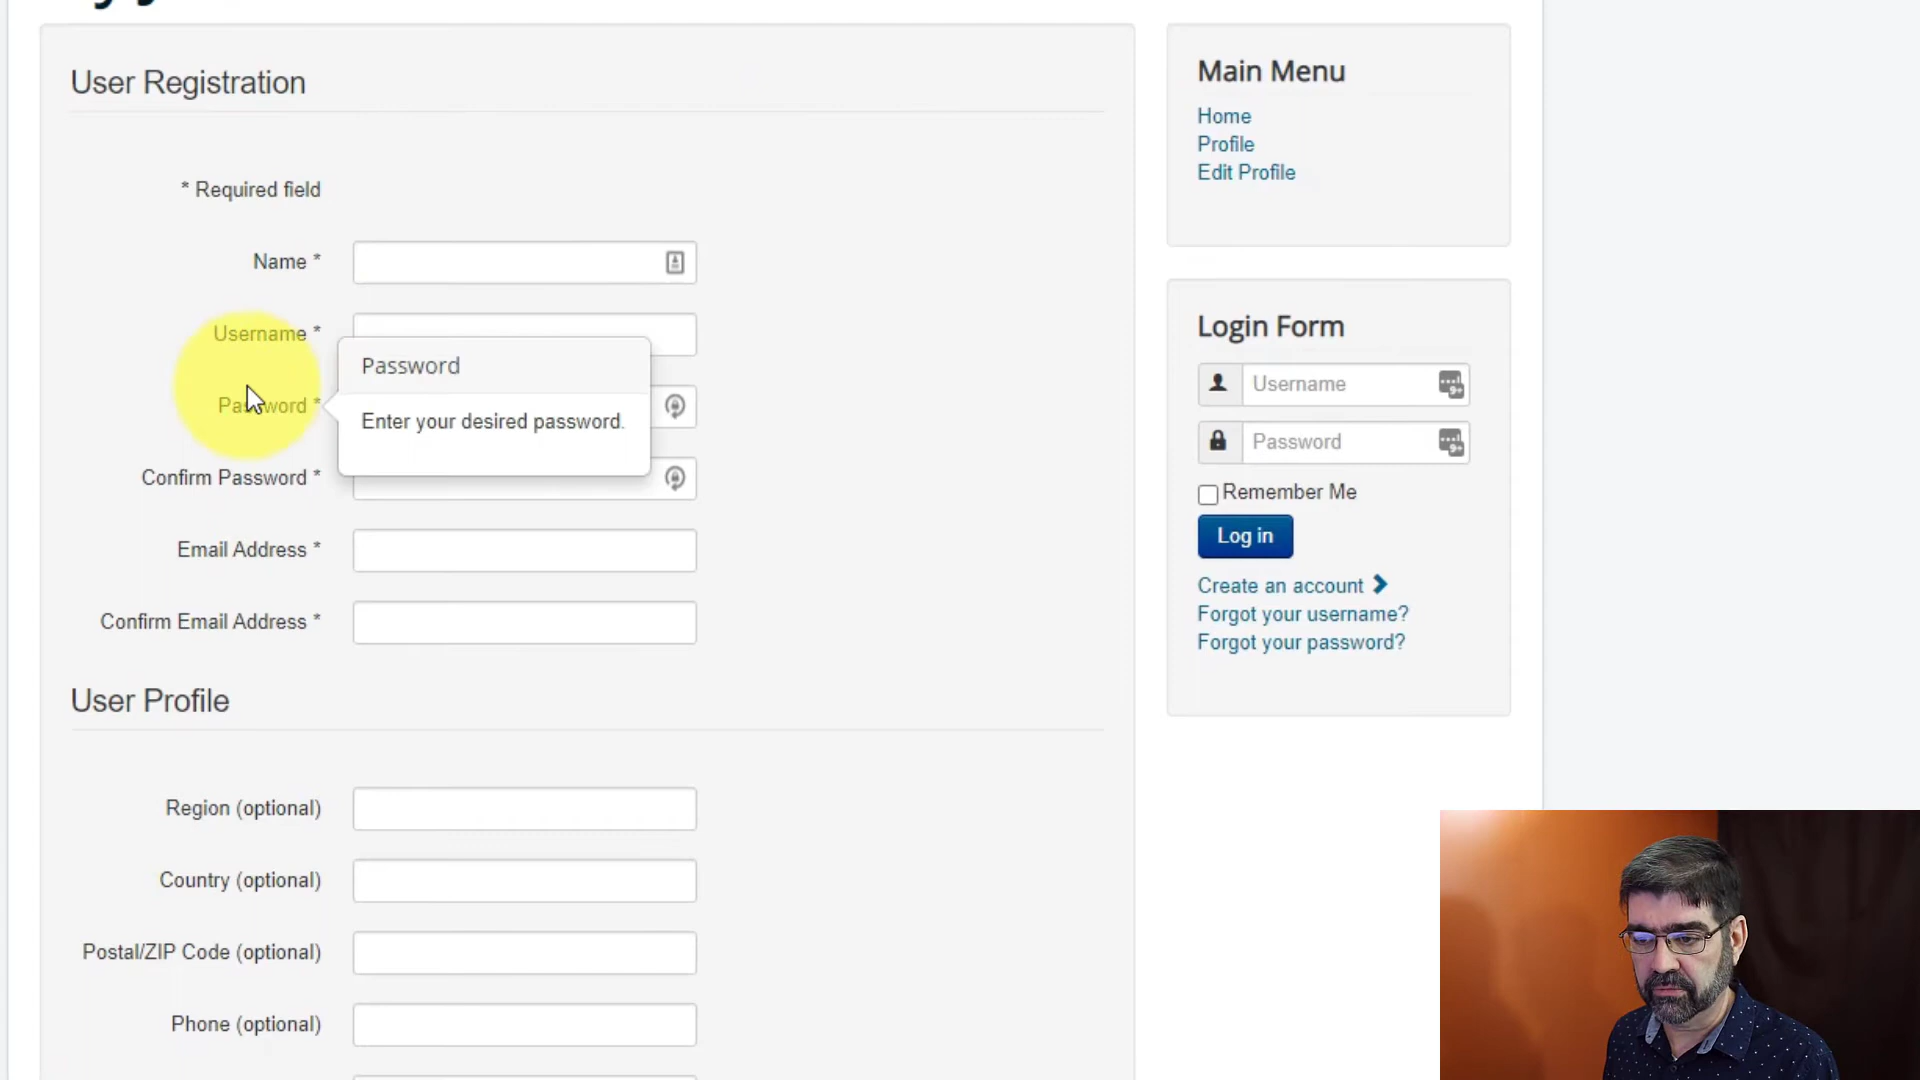 User Registration
* Required field
Name *
Username *
Password *
Password
Enter your desired password.
Confirm Password *
Email Address *
Confirm Email Address *
User Profile
Region (optional)
Country (optional)
Postal/ZIP Code (optional)
Phone (optional)
Main Menu
Home
Profile
Edit Profile
Login Form
Username
Password
Remember Me
Log in
Create an account
Forgot your username?
Forgot your password?